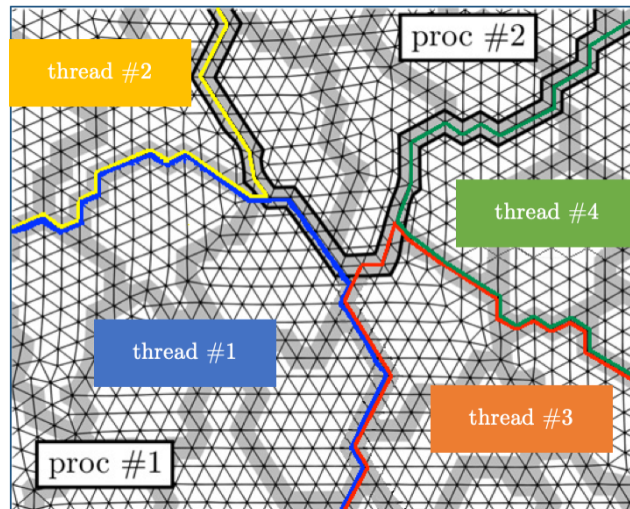 proc #2
thread #2
thread #4
thread #1
thread #3
proc #1